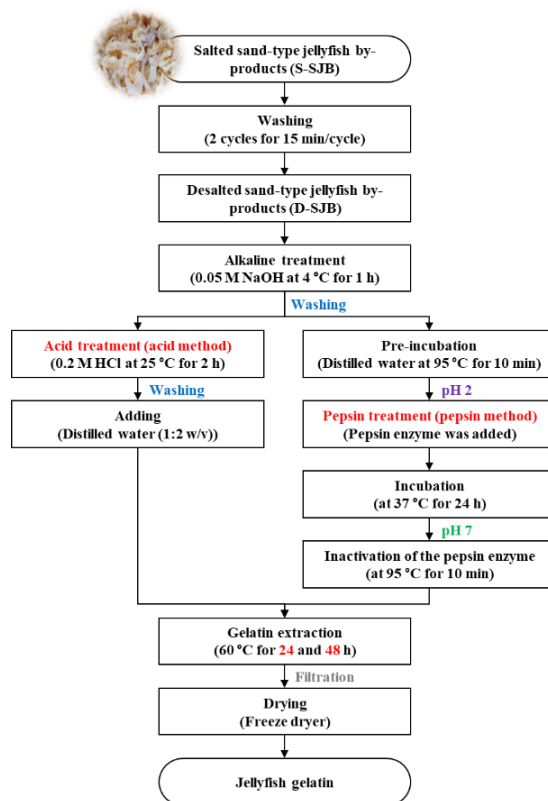 Salted sand-type jellyfish by-
products (S-SJB)
Washing
(2 cycles for 15 min/cycle)
Desalted sand-type jellyfish by-
products (D-SJB)
Alkaline treatment
(0.05 M NaOH at 4 °C for 1 h)
Washing
Acid treatment (acid method)
(0.2 M HCl at 25 °C for 2 h)
Washing
Adding
(Distilled water (1:2 w/v))
Pre-incubation
(Distilled water at 95 °C for 10 min)
pH 2
Pepsin treatment (pepsin method)
(Pepsin enzyme was added)
Incubation
(at 37 °C for 24 h)
pH 7
Inactivation of the pepsin enzyme
(at 95 °C for 10 min)
Gelatin extraction
(60 °C for 24 and 48 h)
Filtration
Drying
(Freeze dryer)
Jellyfish gelatin